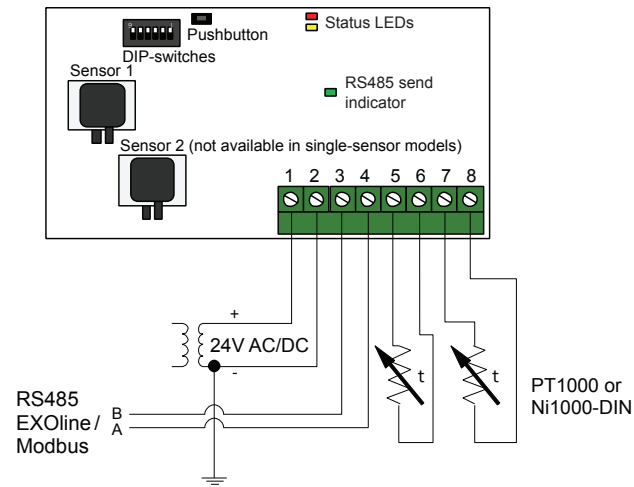 Pushbutton
Status LEDs
DIP-switches
Sensor 1
RS485 send
indicator
Sensor 2 (not available in single-sensor models)
1 2 3 4 5 6 7 8
+
24V AC/DC
-
t
t
PT1000 or
Ni1000-DIN
RS485
EXOline /
Modbus
B
A